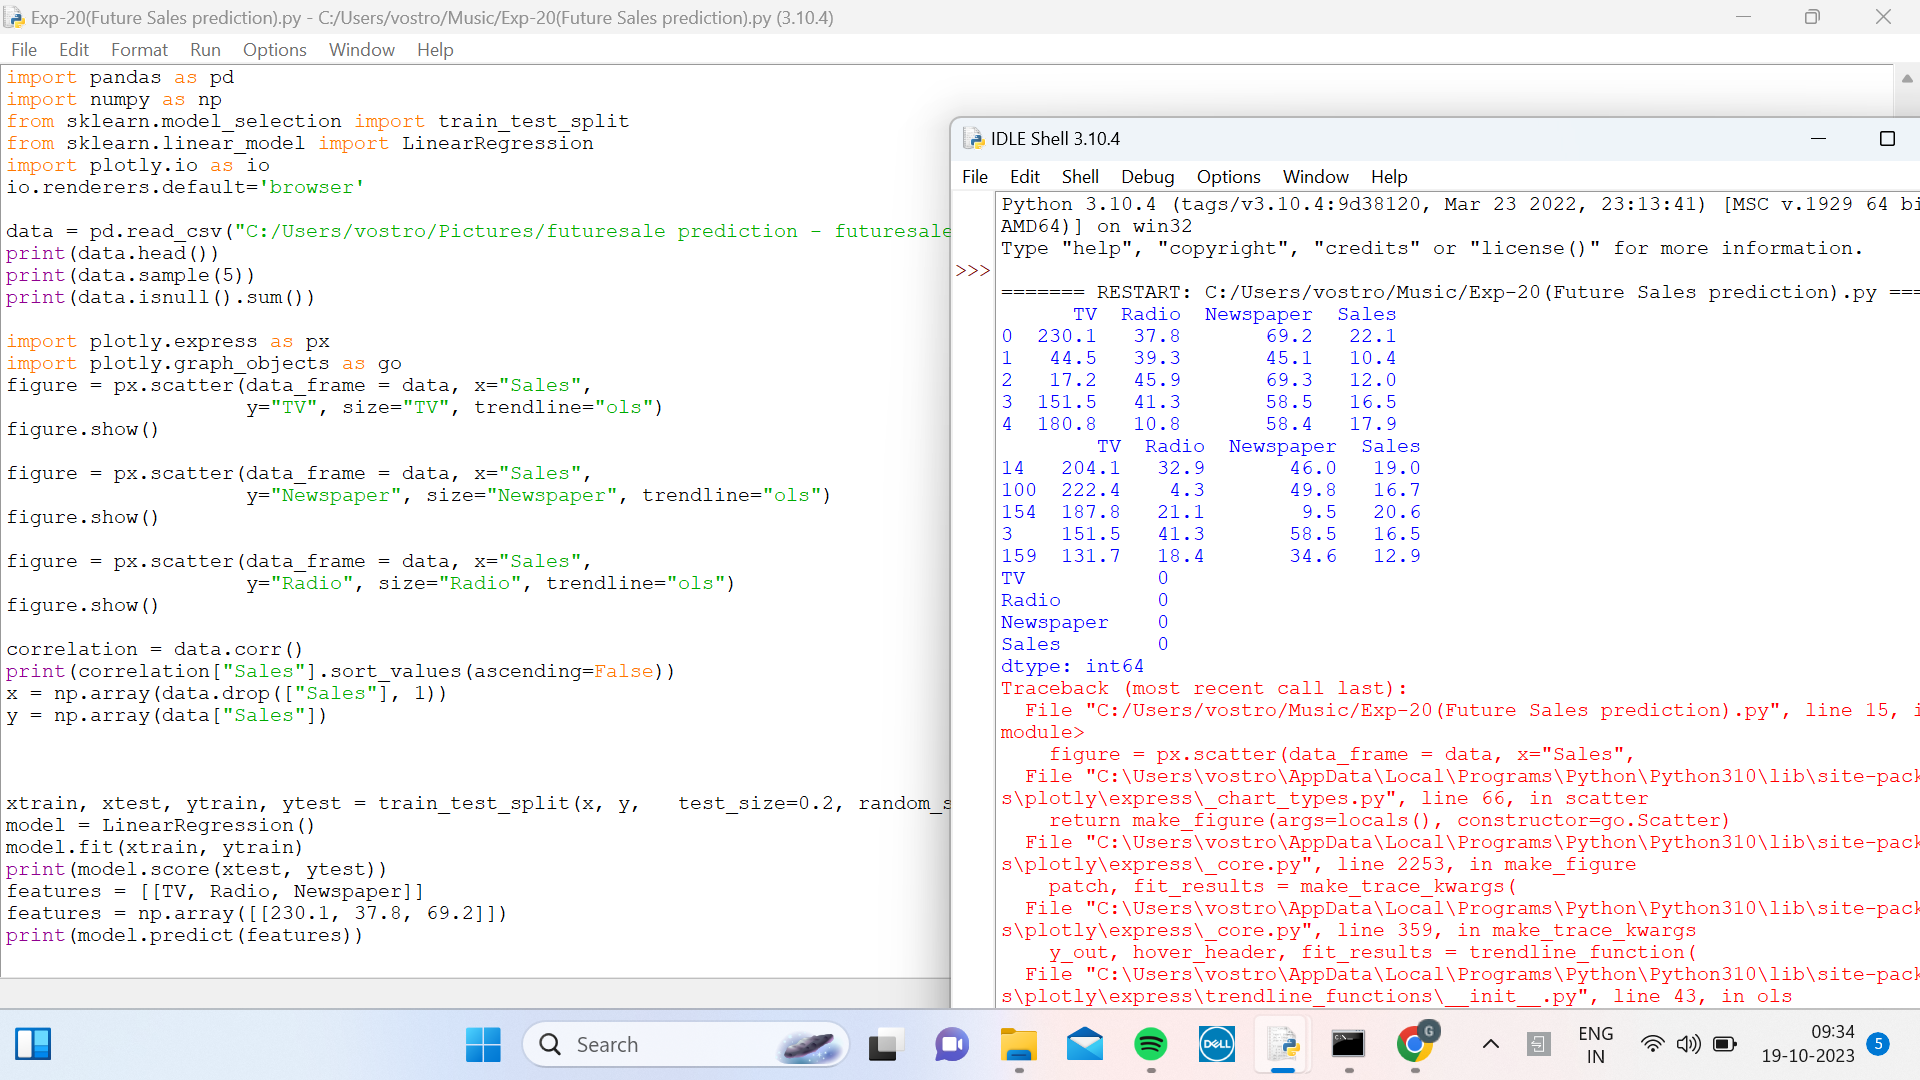 Exp-20(Future Sales prediction).py - C:/Users/vostro/Music/Exp-20(Future Sales prediction).py (3.10.4)
File Edit Format Run Options Window Help
import pandas as pd
import numpy as np
from sklearn.model_selection import train_test_split
from sklearn.linear_model import LinearRegression
import plotly.io as io
io.renderers.default='browser'
data = pd.read_csv("C:/Users/vostro/Pictures/futuresale prediction - futuresale
print(data.head())
print(data.sample(5))
print(data.isnull().sum())
import plotly.express as px
import plotly.graph_objects as go
figure = px.scatter(data_frame = data, x="Sales",
y="TV", size="TV", trendline="ols")
figure.show()
figure = px.scatter(data_frame = data, x="Sales",
y="Newspaper", size="Newspaper", trendline="ols")
figure.show()
figure = px.scatter(data_frame = data, x="Sales",
y="Radio", size="Radio", trendline="ols")
figure.show()
correlation = data.corr()
print(correlation["Sales"].sort_values(ascending=False))
x = np.array(data.drop(["Sales"], 1))
y = np.array(data["Sales"])
xtrain, xtest, ytrain, ytest = train_test_split(x, y, test_size=0.2, random_s
model = LinearRegression()
model.fit(xtrain, ytrain)
print(model.score(xtest, ytest))
features = [[TV, Radio, Newspaper]]
features = np.array([[230.1, 37.8, 69.2]])
print(model.predict(features))
IDLE Shell 3.10.4
File Edit Shell Debug Options Window Help
Python 3.10.4 (tags/v3.10.4:9d38120, Mar 23 2022, 23:13:41) [MSC v.1929 64 bi
AMD64)] on win32
Type "help", "copyright", "credits" or "license()" for more information.
>>>
======= RESTART: C:/Users/vostro/Music/Exp-20(Future Sales prediction).py ===
TV Radio Newspaper Sales
0 230.1 37.8 69.2 22.1
1 44.5 39.3 45.1 10.4
2 17.2 45.9 69.3 12.0
3 151.5 41.3 58.5 16.5
4 180.8 10.8 58.4 17.9
TV Radio Newspaper Sales
14 204.1 32.9 46.0 19.0
100 222.4 4.3 49.8 16.7
154 187.8 21.1 9.5 20.6
3 151.5 41.3 58.5 16.5
159 131.7 18.4 34.6 12.9
TV 0
Radio 0
Newspaper 0
Sales 0
dtype: int64
Traceback (most recent call last):
File "C:/Users/vostro/Music/Exp-20(Future Sales prediction).py", line 15, i
module>
figure = px.scatter(data_frame = data, x="Sales",
File "C:\Users\vostro\AppData\Local\Programs\Python\Python310\lib\site-pack
s\plotly\express\_chart_types.py", line 66, in scatter
return make_figure(args=locals(), constructor=go.Scatter)
File "C:\Users\vostro\AppData\Local\Programs\Python\Python310\lib\site-pack
s\plotly\express\_core.py", line 2253, in make_figure
patch, fit_results = make_trace_kwargs(
File "C:\Users\vostro\AppData\Local\Programs\Python\Python310\lib\site-pack
s\plotly\express\_core.py", line 359, in make_trace_kwargs
y_out, hover_header, fit_results = trendline_function(
File "C:\Users\vostro\AppData\Local\Programs\Python\Python310\lib\site-pack
s\plotly\express\trendline_functions\__init__.py", line 43, in ols
Search
DELL
G
ENG
IN
09:34
19-10-2023
5